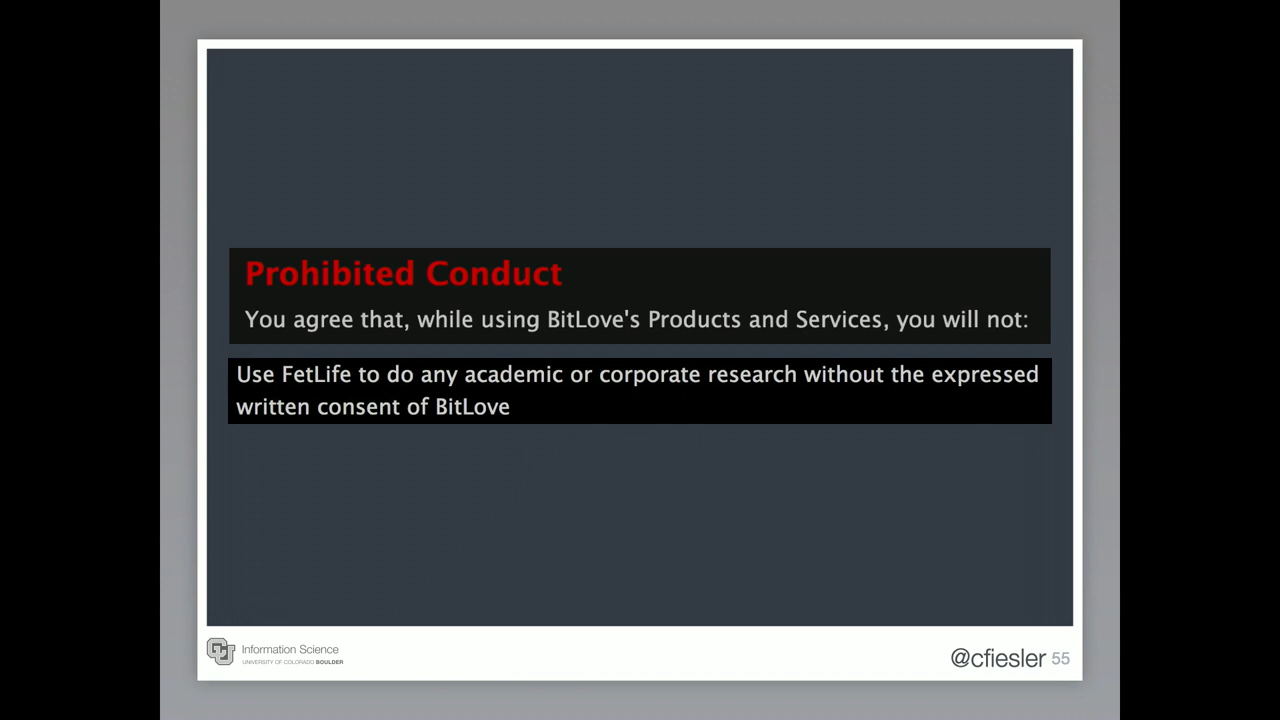 Prohibited Conduct
You agree that, while using BitLove's Products and Services, you will not:
Use FetLife to do any academic or corporate research without the expressed
written consent of BitLove
Information Science
UNIVERSITY OF COLORADO BOULDER
@cfiesler 55